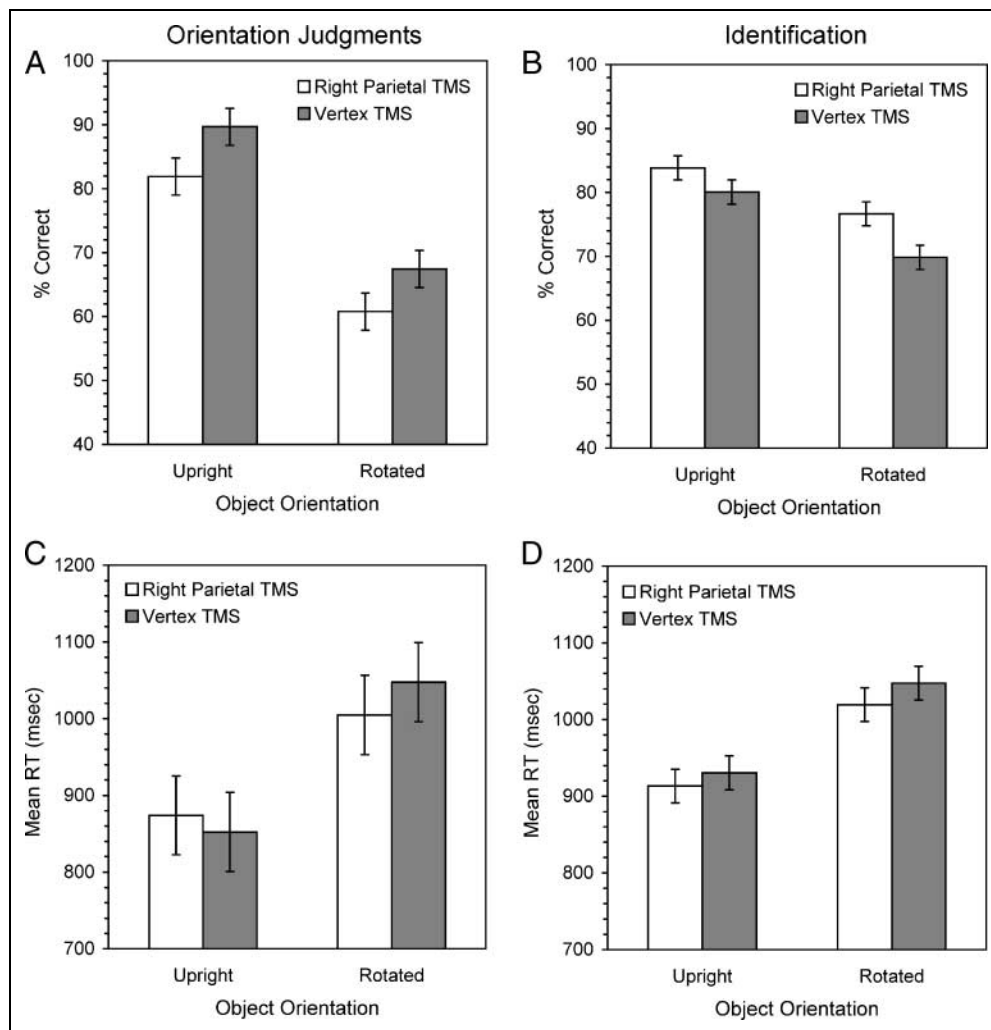 Orientation Judgments
A
100
90
80
70
60
50
40
% Correct
Right Parietal TMS
Vertex TMS
Upright
Rotated
Object Orientation
Identification
B
100
90
80
70
60
50
40
% Correct
Right Parietal TMS
Vertex TMS
Upright
Rotated
Object Orientation
C
1200
1100
1000
900
800
700
Mean RT (msec)
Right Parietal TMS
Vertex TMS
Upright
Rotated
Object Orientation
D
1200
1100
1000
900
800
700
Mean RT (msec)
Right Parietal TMS
Vertex TMS
Upright
Rotated
Object Orientation